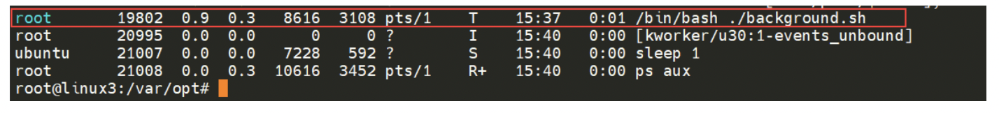 root 19802 0.9 0.3 8616 3108 pts/1 T 15:37 0:01 /bin/bash ./background.sh
root 20995 0.0 0.0 0 0 ? I 15:40 0:00 [kworker/u30:1-events_unbound]
ubuntu 21007 0.0 0.0 7228 592 ? S 15:40 0:00 sleep 1
root 21008 0.0 0.3 10616 3452 pts/1 R+ 15:40 0:00 ps aux
root@linux3:/var/opt#